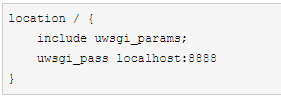 location / {
    include uwsgi_params;
    uwsgi_pass localhost:8888
}